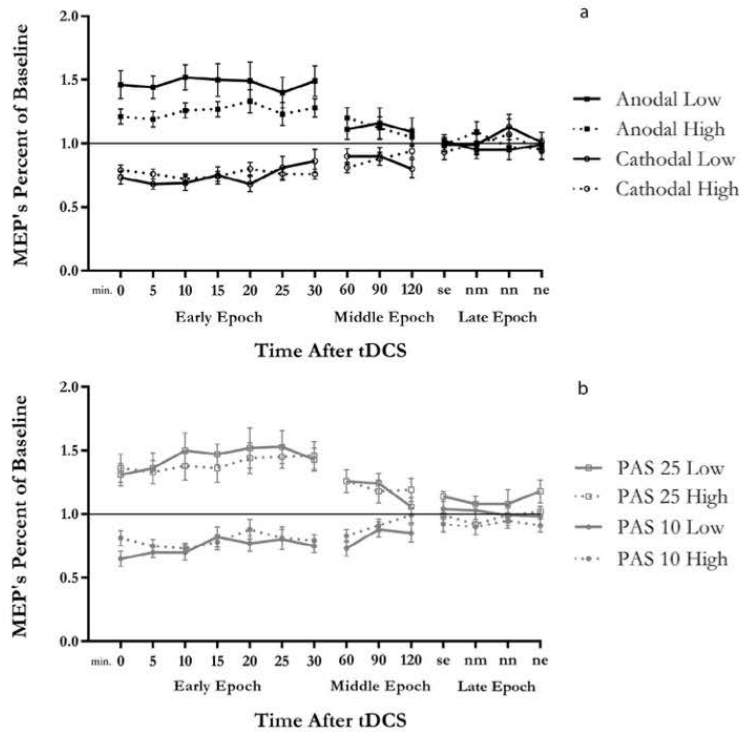 a
MEP's Percent of Baseline
2.0
1.5
1.0
0.5
0.0
min. 0 5 10 15 20 25 30 60 90 120 se nm nn ne
Early Epoch Middle Epoch Late Epoch
Time After tDCS
Anodal Low
Anodal High
Cathodal Low
Cathodal High
b
MEP's Percent of Baseline
2.0
1.5
1.0
0.5
0.0
min. 0 5 10 15 20 25 30 60 90 120 se nm nn ne
Early Epoch Middle Epoch Late Epoch
Time After tDCS
PAS 25 Low
PAS 25 High
PAS 10 Low
PAS 10 High